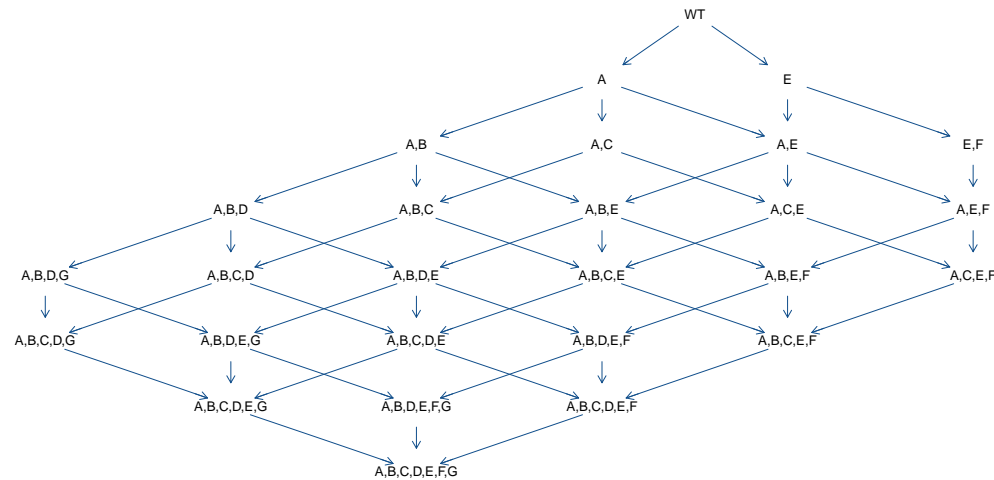 WT
A E
A,B A,C A,E E,F
A,B,D A,B,C A,B,E A,C,E A,E,F
A,B,D,G A,B,C,D A,B,D,E A,B,C,E A,B,E,F A,C,E,F
A,B,C,D,G A,B,D,E,G A,B,C,D,E A,B,D,E,F A,B,C,E,F
A,B,C,D,E,G A,B,D,E,F,G A,B,C,D,E,F
A,B,C,D,E,F,G